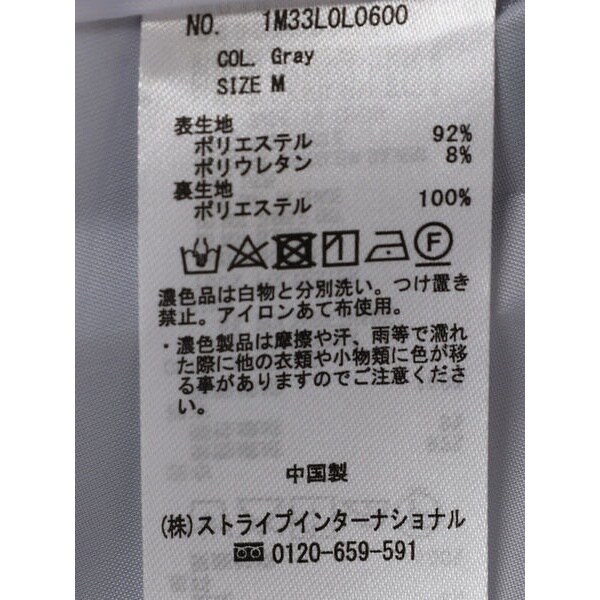 NO. 1M33L0L0600
COL. Gray
SIZE M
表生地
ポリエステル 92%
ポリウレタン 8%
裏生地
ポリエステル 100%
F
濃色品は白物と分別洗い。つけ置き
禁止。アイロンあて布使用。
・濃色製品は摩擦や汗、雨等で濡れ
た際に他の衣類や小物類に色が移
る事がありますのでご注意くださ
い。
中国製
(株)ストライプインターナショナル
0120-659-591